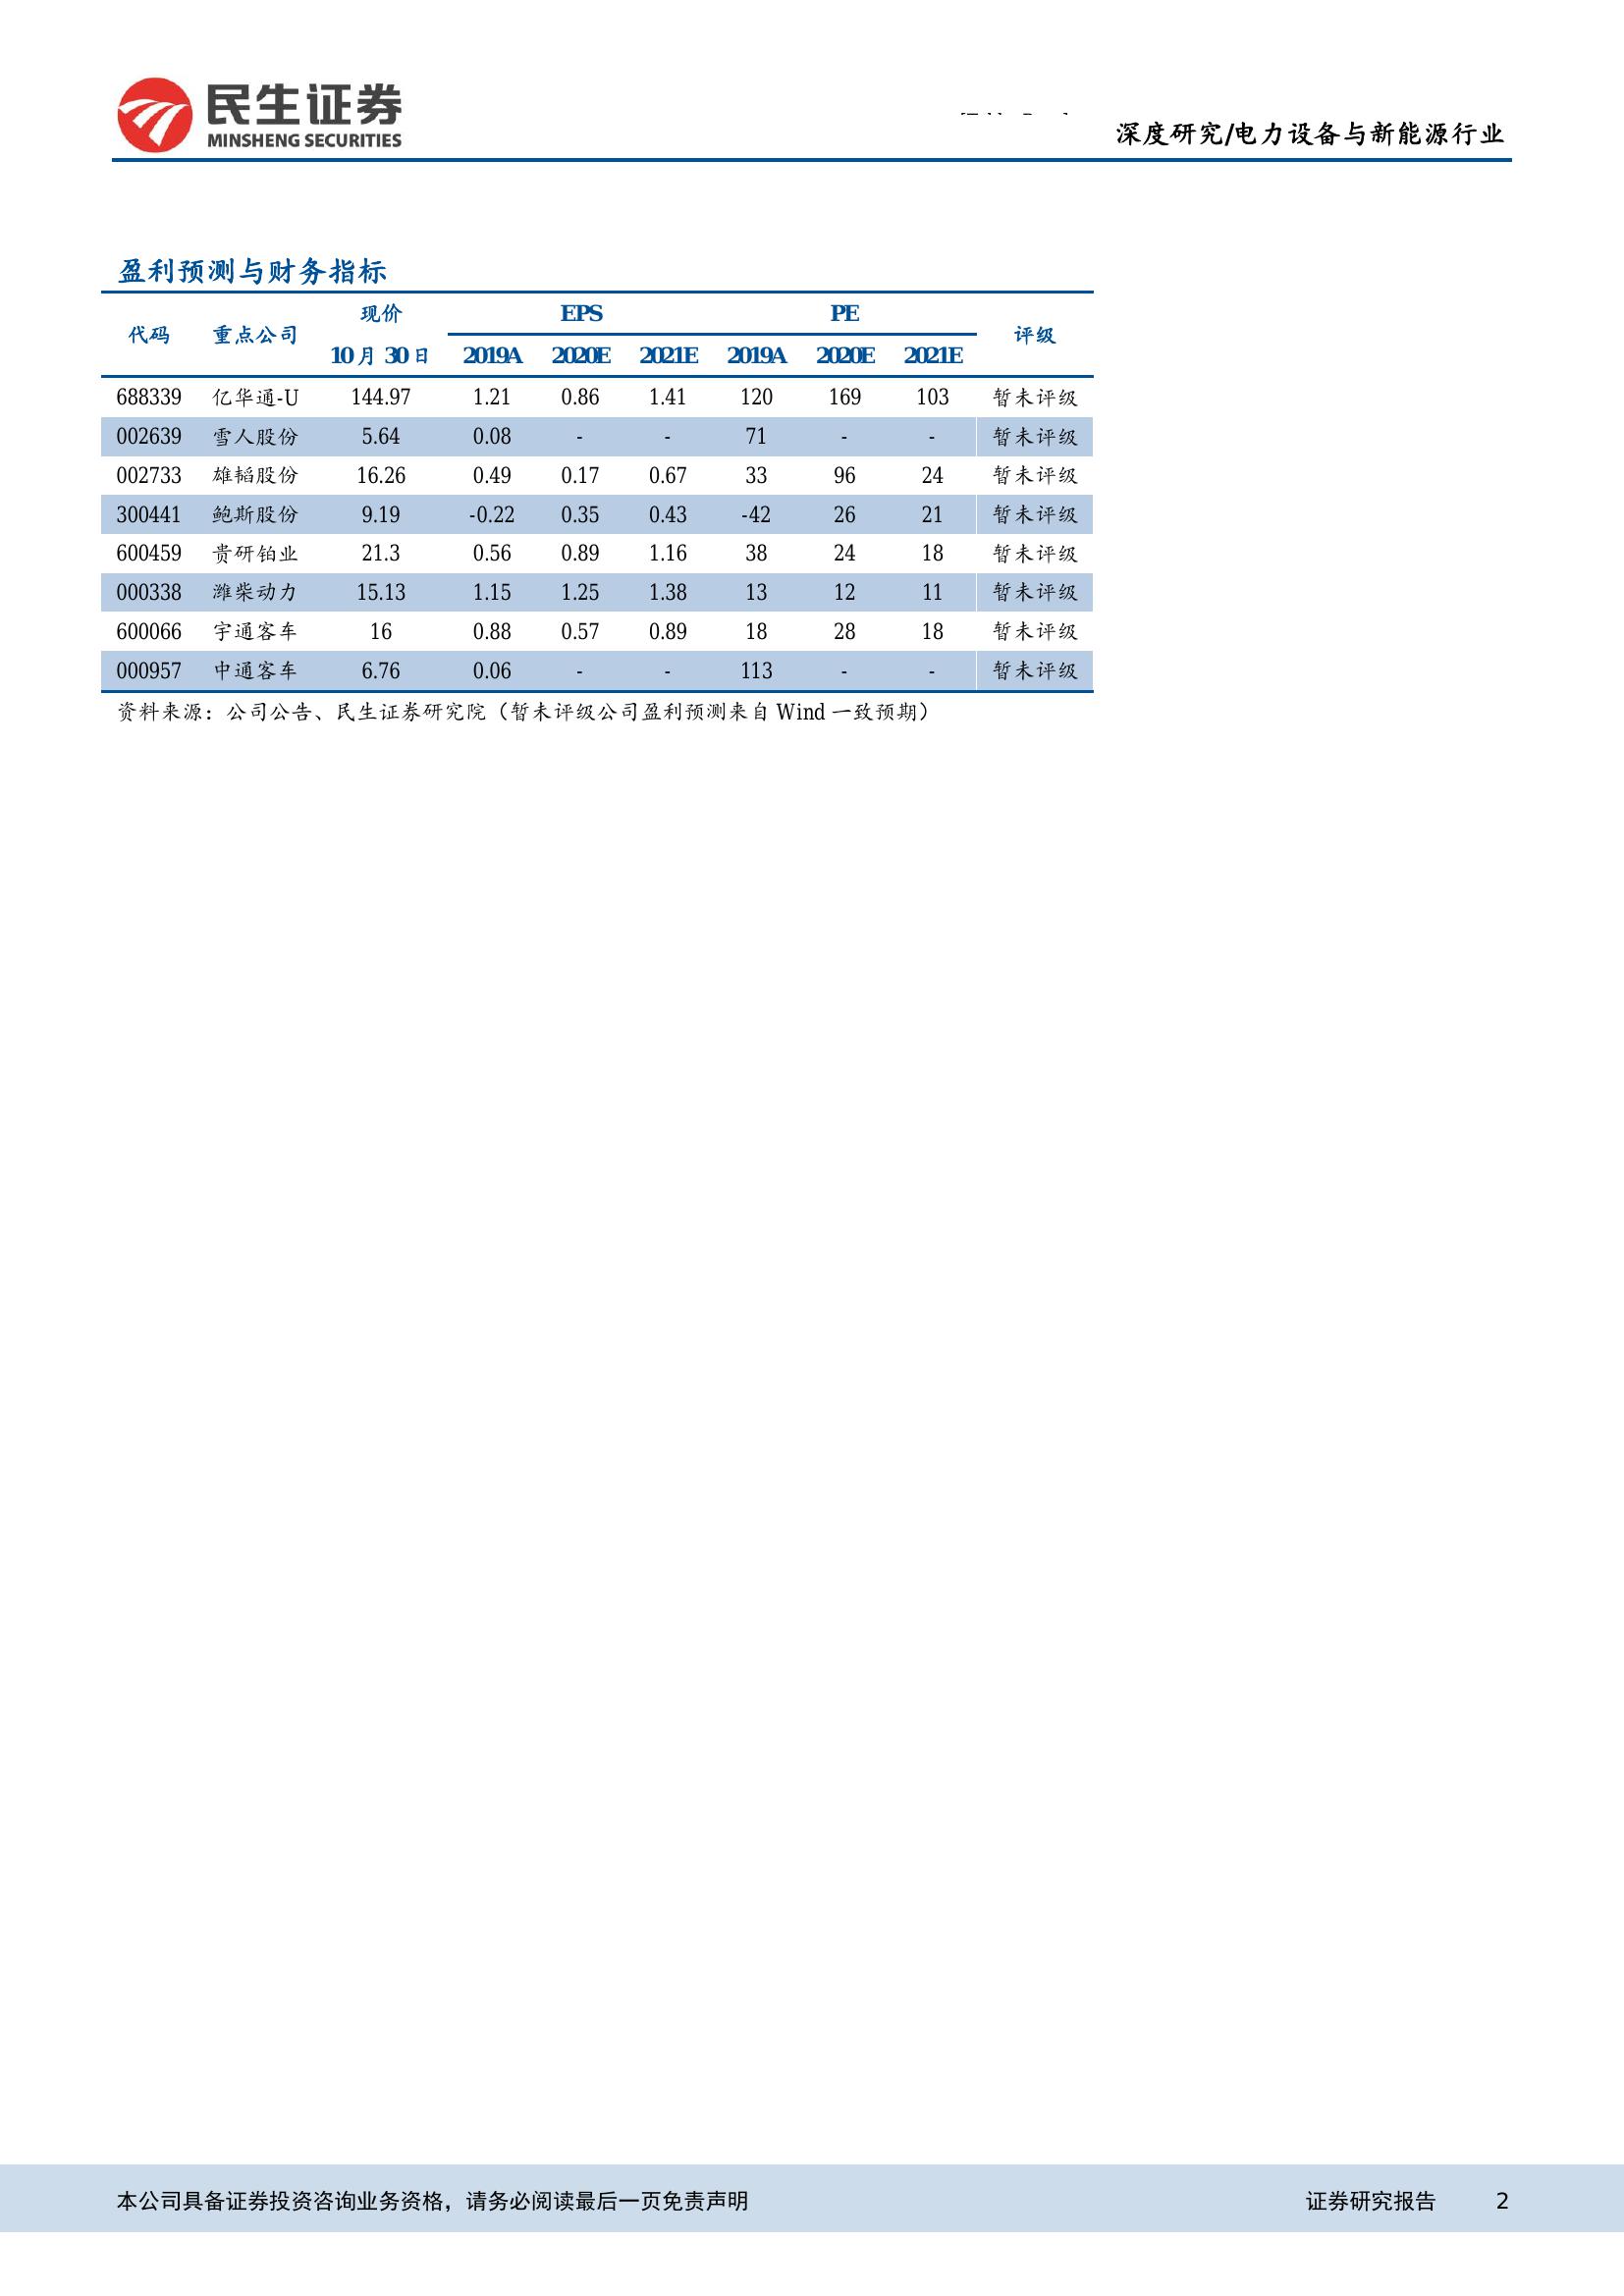 民生证券
MINSHENG SECURITIES
深度研究/电力设备与新能源行业
盈利预测与财务指标
代码 重点公司 现价 EPS PE 评级
10月30日 2019A 2020E 2021E 2019A 2020E 2021E
688339 亿华通-U 144.97 1.21 0.86 1.41 120 169 103 暂未评级
002639 雪人股份 5.64 0.08 - - 71 - - 暂未评级
002733 雄韬股份 16.26 0.49 0.17 0.67 33 96 24 暂未评级
300441 鲍斯股份 9.19 -0.22 0.35 0.43 -42 26 21 暂未评级
600459 贵研铂业 21.3 0.56 0.89 1.16 38 24 18 暂未评级
000338 潍柴动力 15.13 1.15 1.25 1.38 13 12 11 暂未评级
600066 宇通客车 16 0.88 0.57 0.89 18 28 18 暂未评级
000957 中通客车 6.76 0.06 - - 113 - - 暂未评级
资料来源：公司公告、民生证券研究院（暂未评级公司盈利预测来自 Wind 一致预期）
本公司具备证券投资咨询业务资格，请务必阅读最后一页免责声明 证券研究报告 2